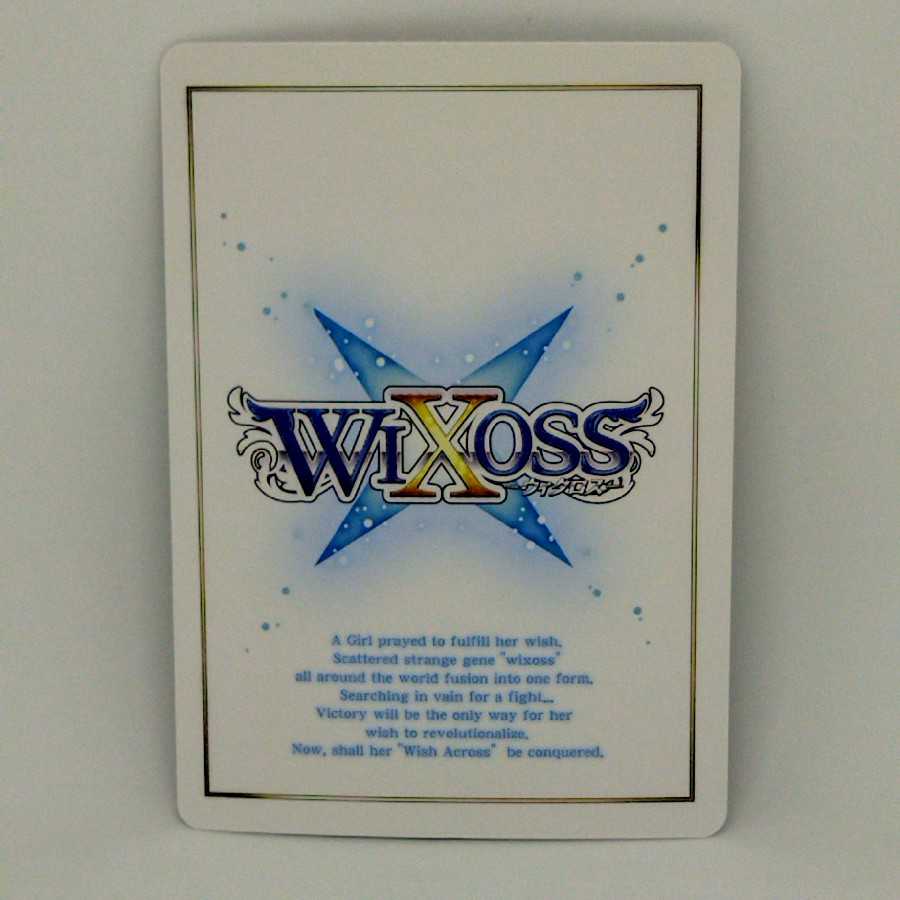 WIXOSS
ウィクロス
A Girl prayed to fulfill her wish.
Scattered strange gene "wixoss"
all around the world fusion into one form.
Searching in vain for a fight...
Victory will be the only way for her
wish to revolutionalize.
Now, shall her "Wish Across" be conquered.